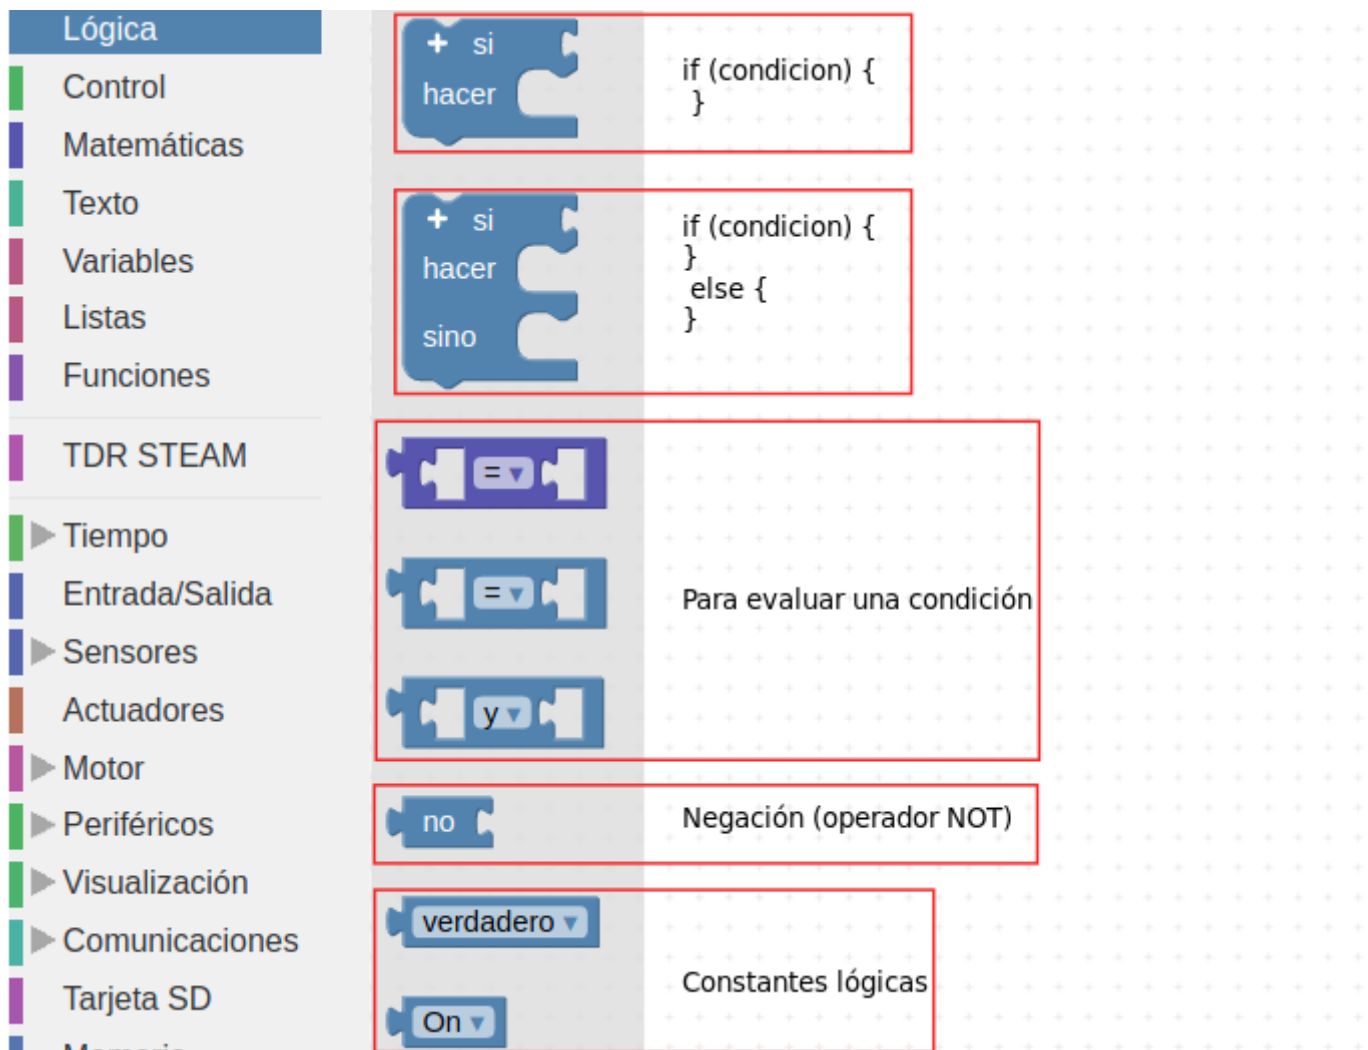 Lógica
Control
Matemáticas
Texto
Variables
Listas
Funciones
TDR STEAM
Tiempo
Entrada/Salida
Sensores
Actuadores
Motor
Periféricos
Visualización
Comunicaciones
Tarjeta SD
+ si
hacer
if (condicion) {
}
+ si
hacer
sino
if (condicion) {
}
else {
}
=
=
y
Para evaluar una condición
no
Negación (operador NOT)
verdadero
On
Constantes lógicas